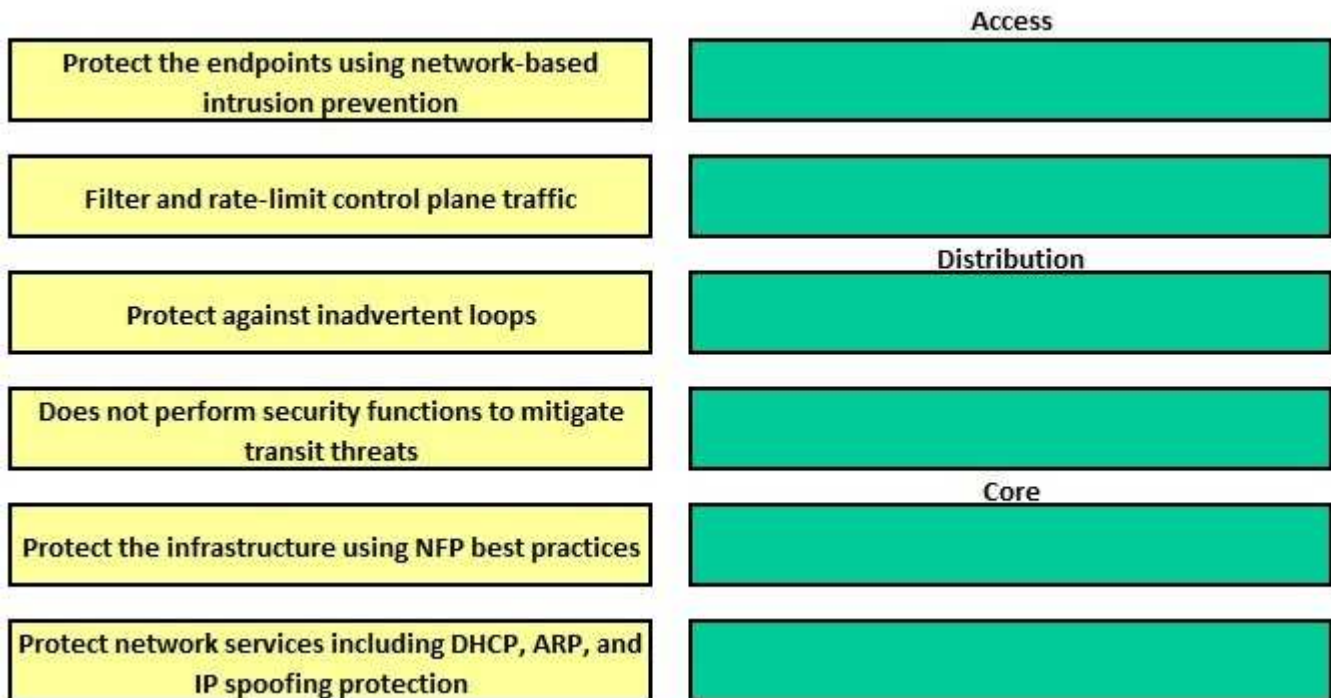 Access
Protect the endpoints using network-based
intrusion prevention
Filter and rate-limit control plane traffic
Distribution
Protect against inadvertent loops
Does not perform security functions to mitigate
transit threats
Core
Protect the infrastructure using NFP best practices
Protect network services including DHCP, ARP, and
IP spoofing protection